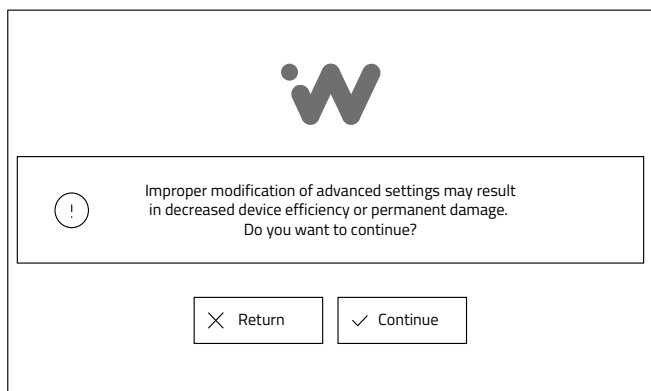 iW
Improper modification of advanced settings may result
in decreased device efficiency or permanent damage.
Do you want to continue?
Return
Continue